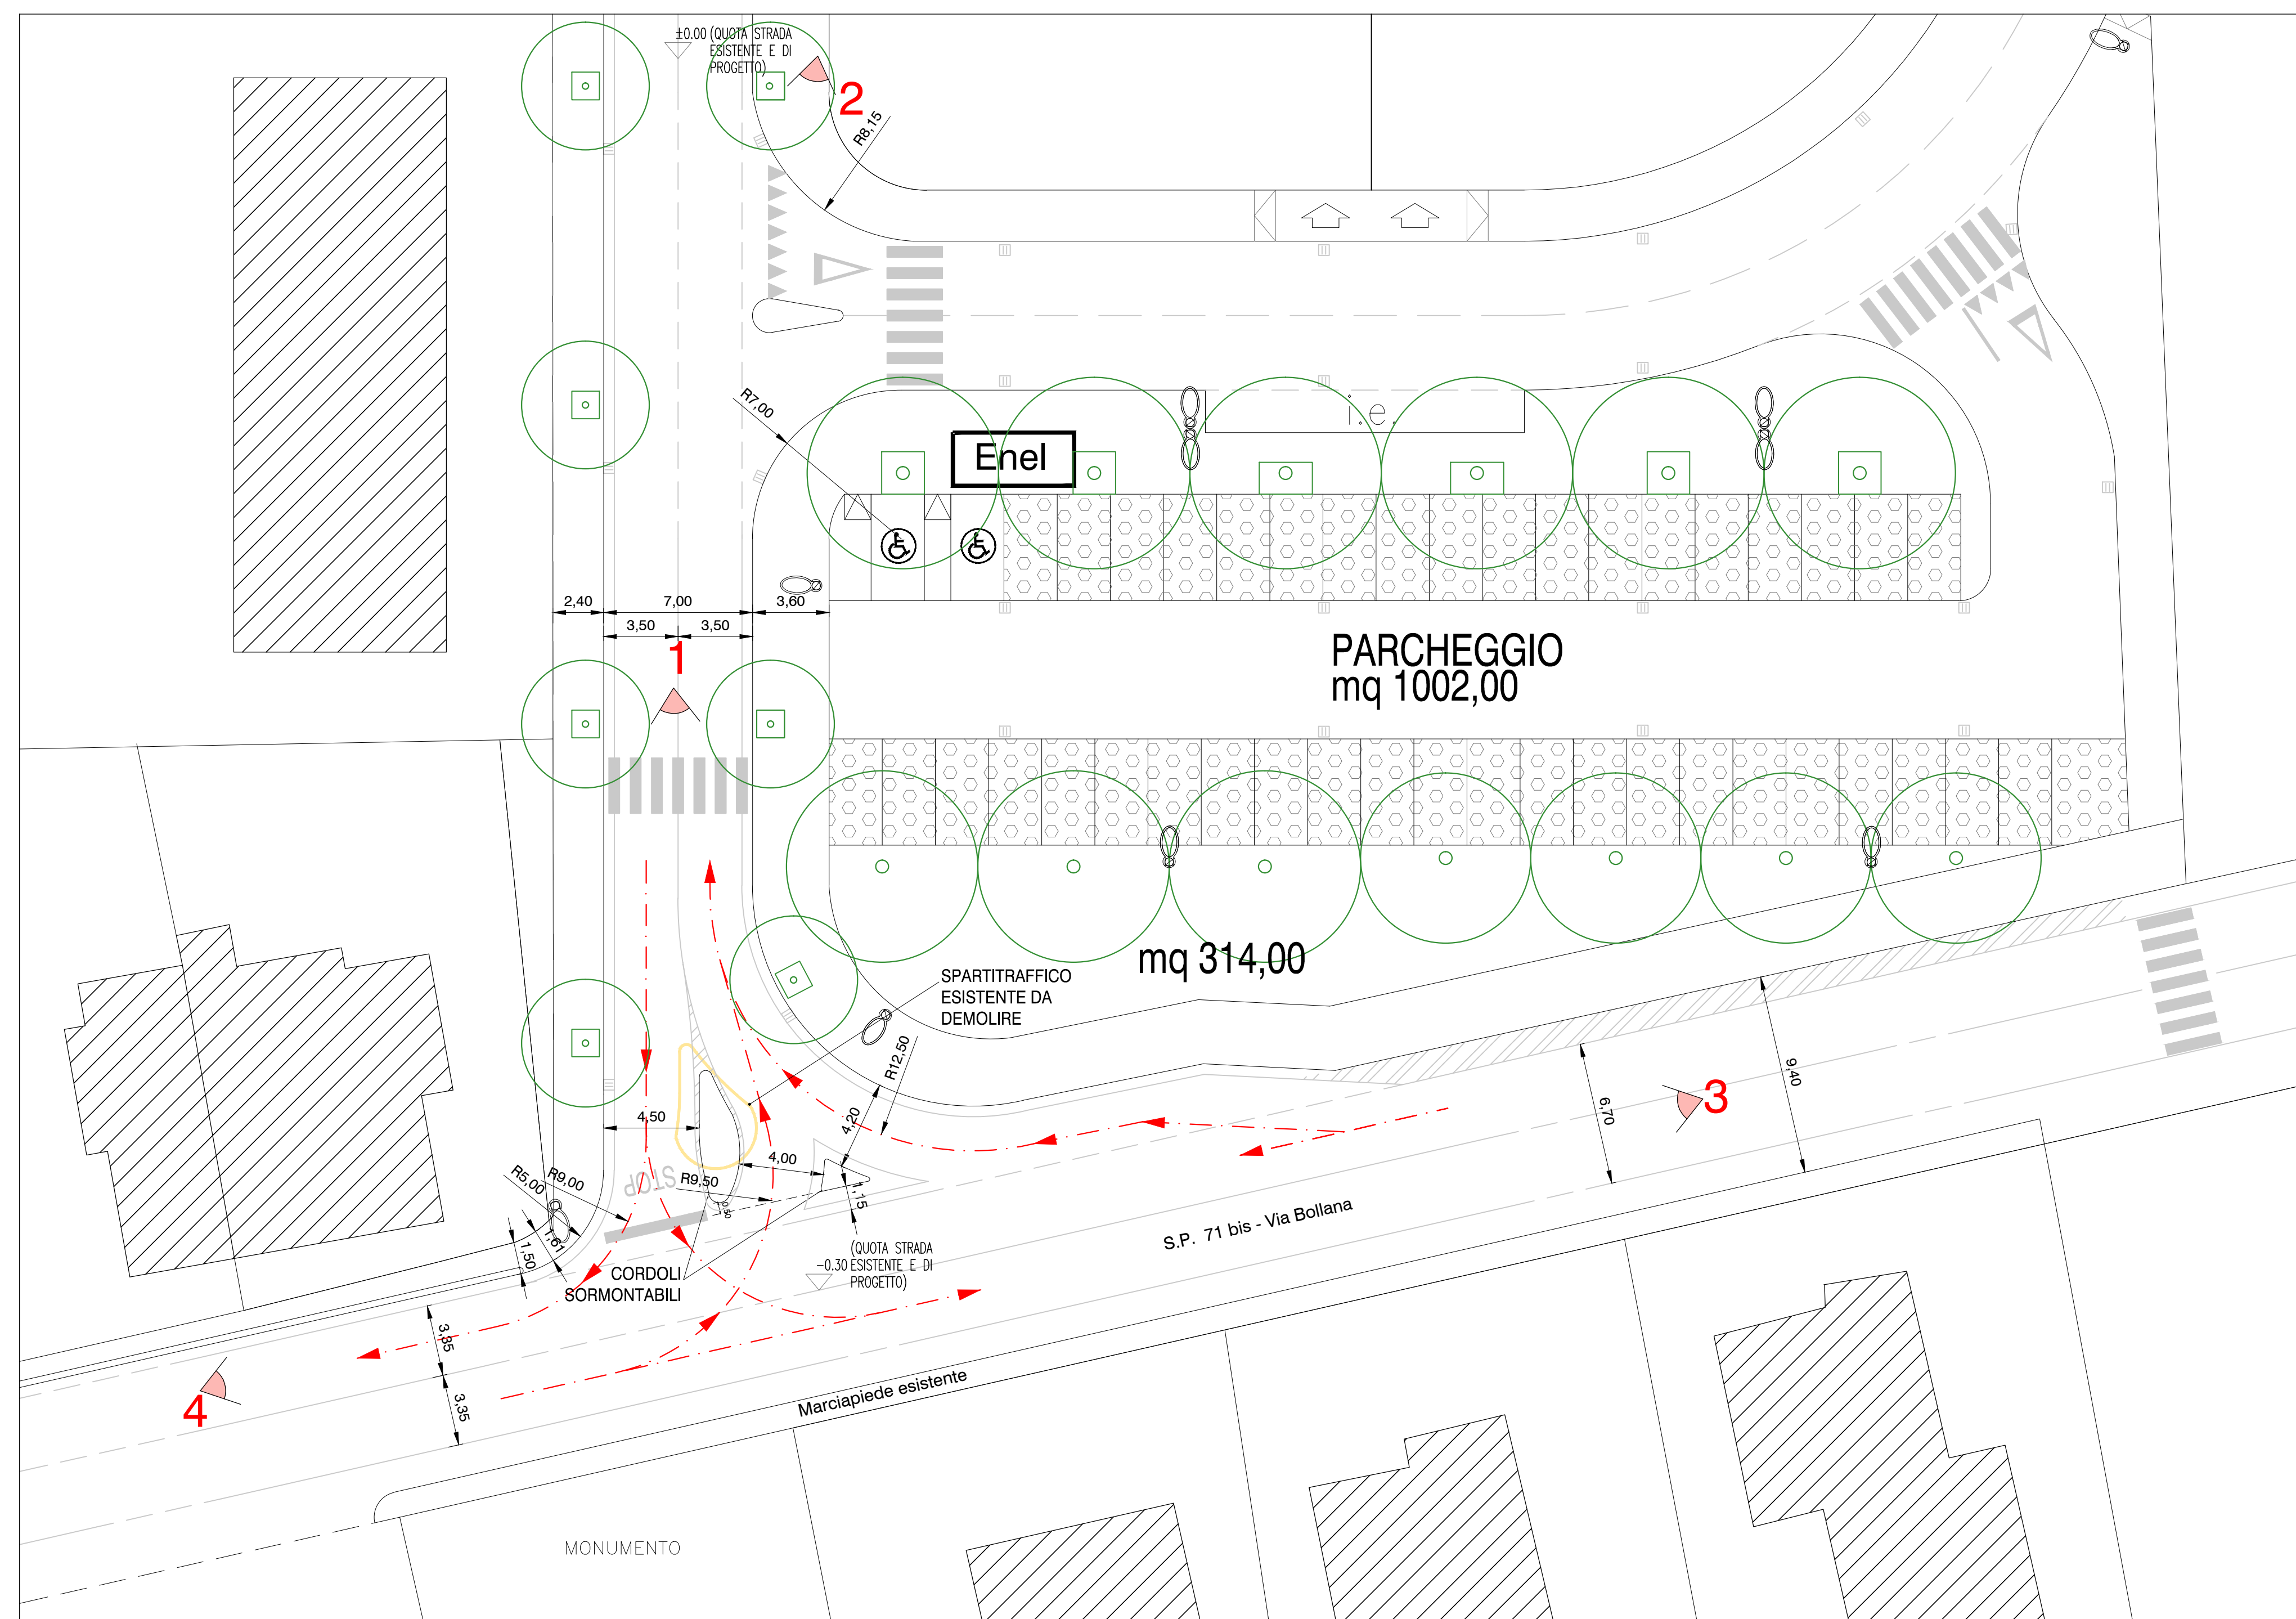 ±0.00 (QUOTA STRADA
ESISTENTE E DI
PROGETTO)
2
R8,15
R7,00
i.e.
Enel
2,40
7,00
3,60
3,50
3,50
1
PARCHEGGIO
mq 1002,00
mq 314,00
SPARTITRAFFICO
ESISTENTE DA
DEMOLIRE
R12,50
4,20
4,50
4,00
9,40
6,70
3
STOP
R9,50
R5,00
R9,00
1,15
0,50
1,61
1,50
S.P. 71 bis - Via Bollana
(QUOTA STRADA
-0.30 ESISTENTE E DI
PROGETTO)
CORDOLI
SORMONTABILI
3,35
3,35
4
Marciapiede esistente
MONUMENTO